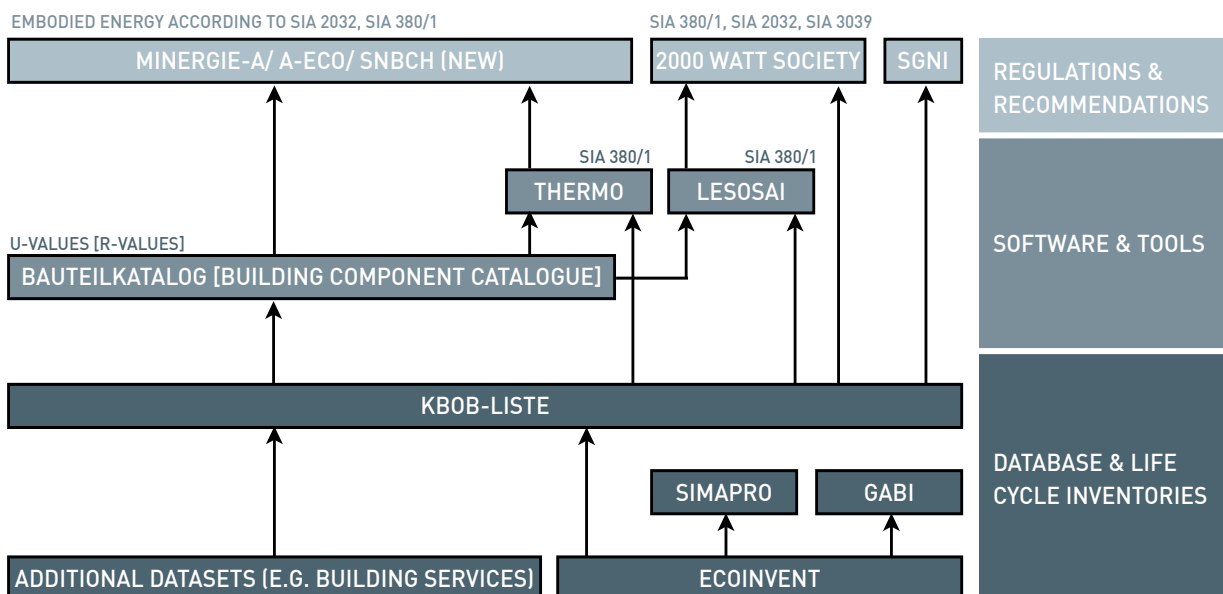 EMBODIED ENERGY ACCORDING TO SIA 2032, SIA 380/1
SIA 380/1, SIA 2032, SIA 3039
MINERGIE-A/ A-ECO/ SNBCH (NEW)
2000 WATT SOCIETY
SGNI
REGULATIONS &
RECOMMENDATIONS
SIA 380/1
SIA 380/1
THERMO
LESOSAI
SOFTWARE & TOOLS
U-VALUES [R-VALUES]
BAUTEILKATALOG [BUILDING COMPONENT CATALOGUE]
KBOB-LISTE
DATABASE & LIFE
CYCLE INVENTORIES
SIMAPRO
GABI
ADDITIONAL DATASETS (E.G. BUILDING SERVICES)
ECOINVENT